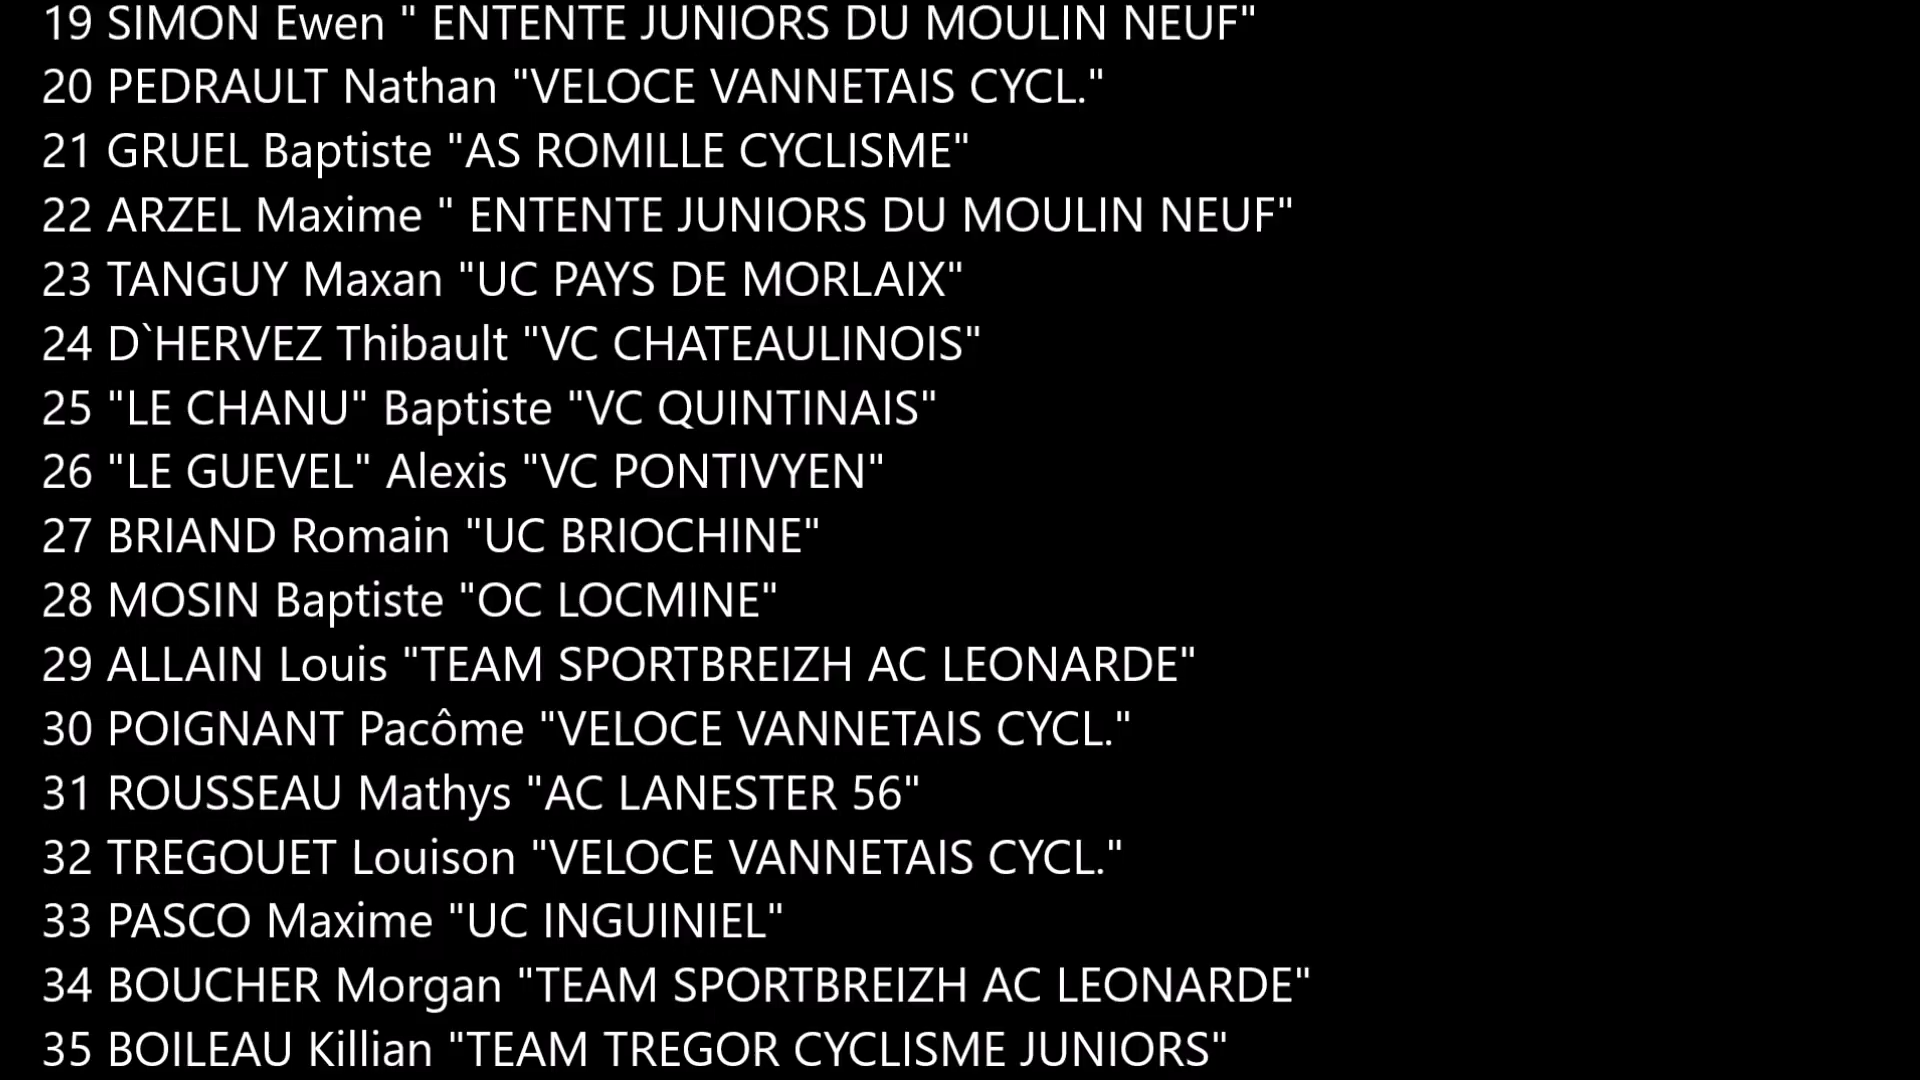 19 SIMON Ewen " ENTENTE JUNIORS DU MOULIN NEUF"
20 PEDRAULT Nathan "VELOCE VANNETAIS CYCL."
21 GRUEL Baptiste "AS ROMILLE CYCLISME"
22 ARZEL Maxime " ENTENTE JUNIORS DU MOULIN NEUF"
23 TANGUY Maxan "UC PAYS DE MORLAIX"
24 D`HERVEZ Thibault "VC CHATEAULINOIS"
25 "LE CHANU" Baptiste "VC QUINTINAIS"
26 "LE GUEVEL" Alexis "VC PONTIVYEN"
27 BRIAND Romain "UC BRIOCHINE"
28 MOSIN Baptiste "OC LOCMINE"
29 ALLAIN Louis "TEAM SPORTBREIZH AC LEONARDE"
30 POIGNANT Pacôme "VELOCE VANNETAIS CYCL."
31 ROUSSEAU Mathys "AC LANESTER 56"
32 TREGOUET Louison "VELOCE VANNETAIS CYCL."
33 PASCO Maxime "UC INGUINIEL"
34 BOUCHER Morgan "TEAM SPORTBREIZH AC LEONARDE"
35 BOILEAU Killian "TEAM TREGOR CYCLISME JUNIORS"